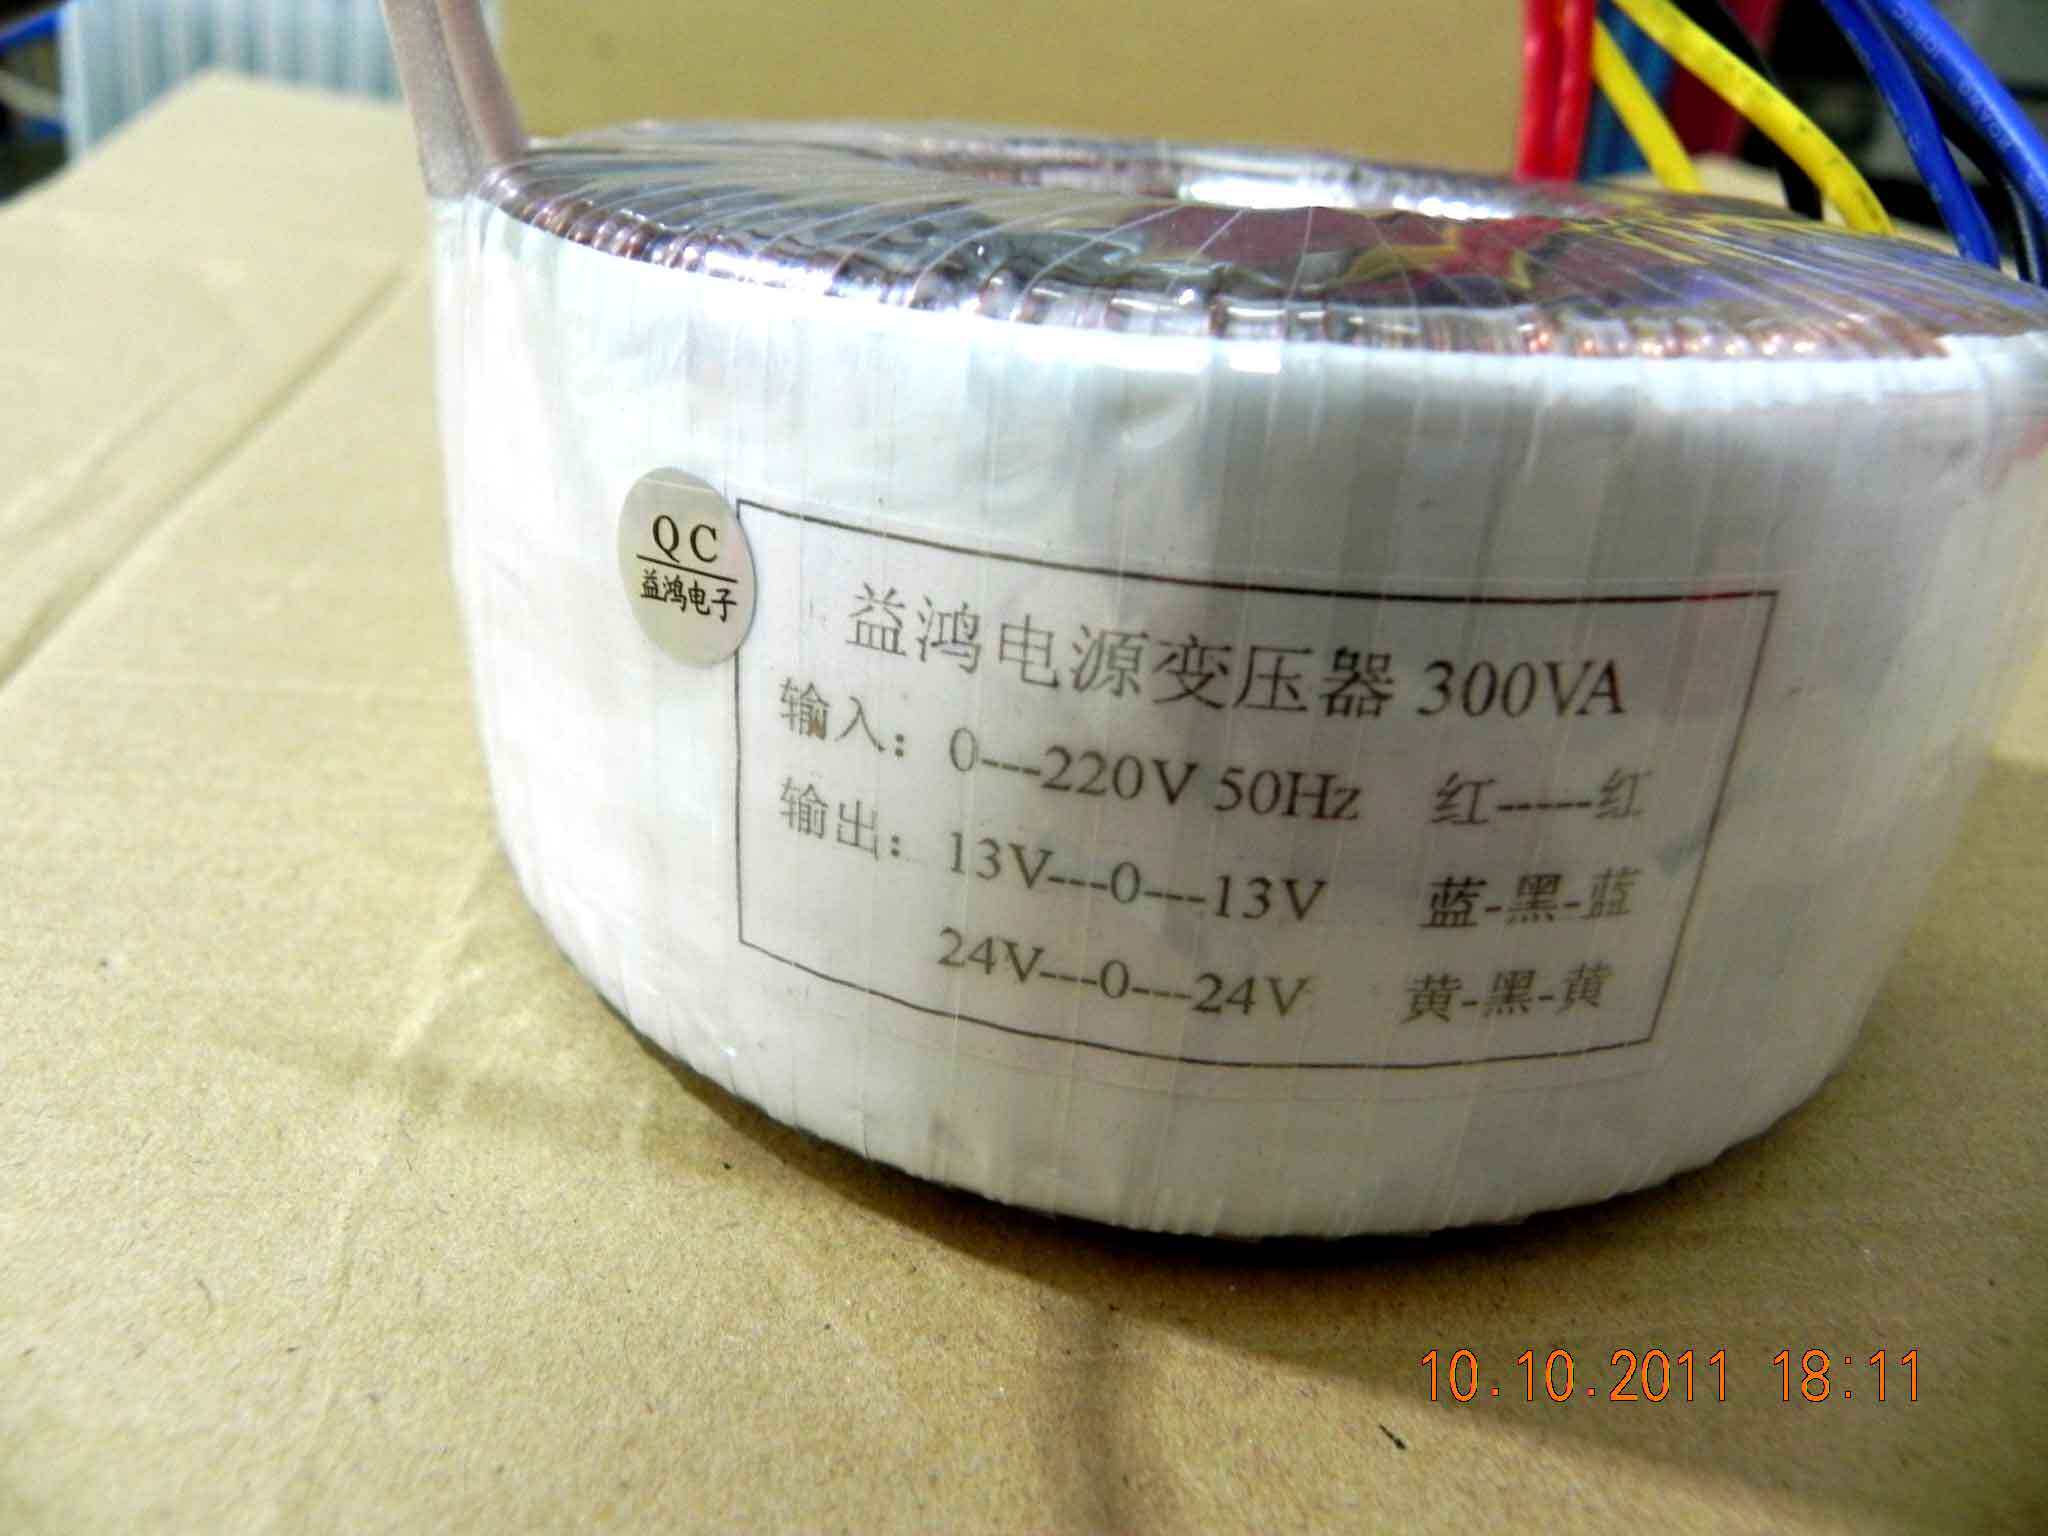 QC
益鸿电子
益鸿电源变压器 300VA
输入： 0---220V 50Hz 红-----红
输出： 13V---0---13V 蓝-黑-蓝
24V---0---24V 黄-黑-黄
10.10.2011 18:11